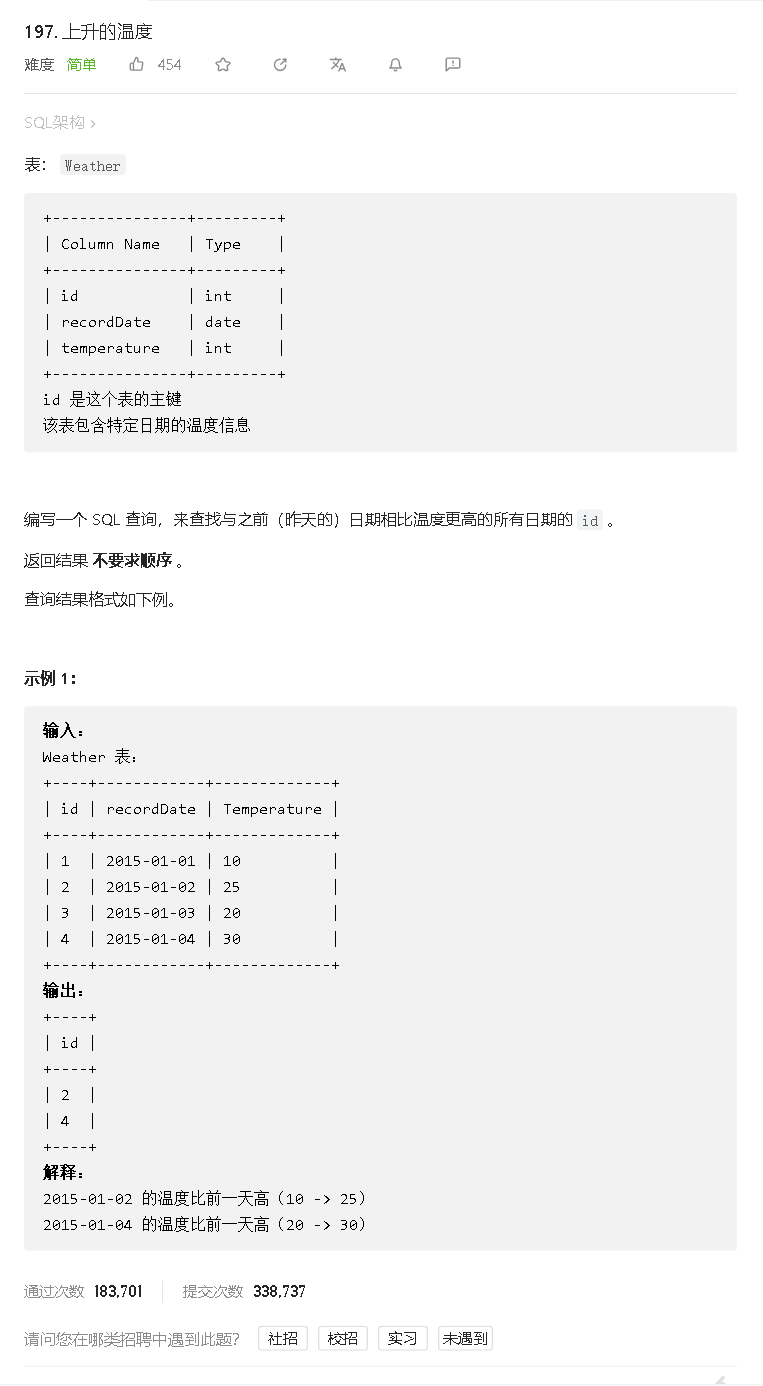 197. 上升的温度
难度 简单 454
SQL架构 ›
表： Weather
+---------------+---------+
| Column Name   | Type    |
+---------------+---------+
| id            | int     |
| recordDate    | date    |
| temperature   | int     |
+---------------+---------+
id 是这个表的主键
该表包含特定日期的温度信息
编写一个 SQL 查询，来查找与之前（昨天的）日期相比温度更高的所有日期的 id 。
返回结果 不要求顺序 。
查询结果格式如下例。
示例 1：
输入：
Weather 表：
+----+------------+-------------+
| id | recordDate | Temperature |
+----+------------+-------------+
| 1  | 2015-01-01 | 10          |
| 2  | 2015-01-02 | 25          |
| 3  | 2015-01-03 | 20          |
| 4  | 2015-01-04 | 30          |
+----+------------+-------------+
输出：
+----+
| id |
+----+
| 2  |
| 4  |
+----+
解释：
2015-01-02 的温度比前一天高（10 -> 25）
2015-01-04 的温度比前一天高（20 -> 30）
通过次数 183,701 提交次数 338,737
请问您在哪类招聘中遇到此题？ 社招 校招 实习 未遇到